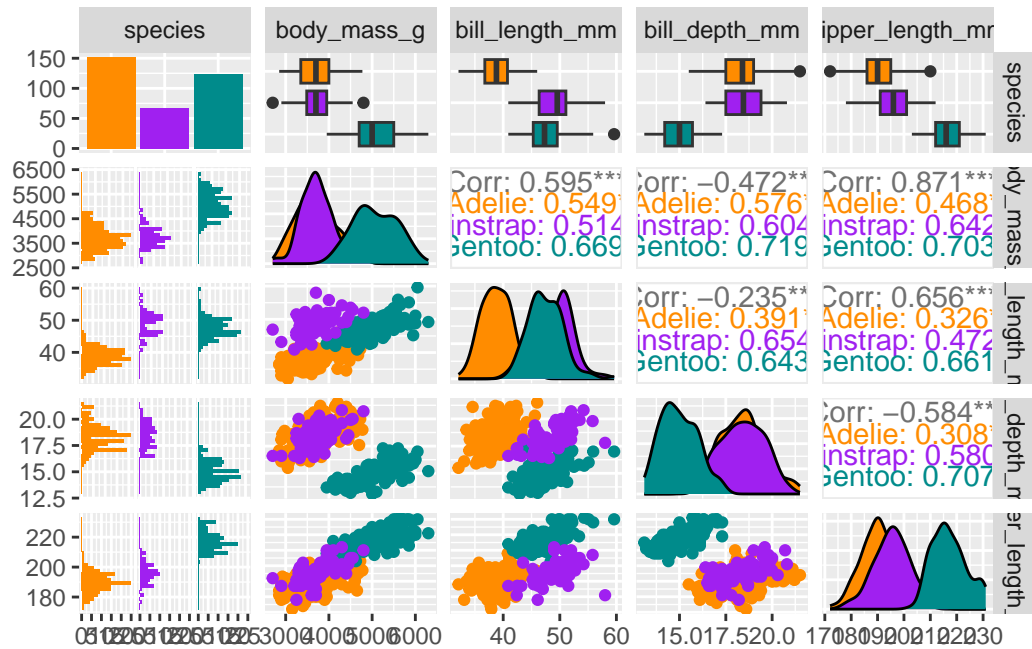 species
body_mass_g
bill_length_mm
bill_depth_mm
ipper_length_mr
150
100
50
0
species
6500
5500
4500
3500
2500
Corr: 0.595***
Adelie: 0.549*
instrap: 0.514
Gentoo: 0.669
Corr: −0.472**
Adelie: 0.576*
instrap: 0.604
Gentoo: 0.719
Corr: 0.871***
Adelie: 0.468*
instrap: 0.642
Gentoo: 0.703
dy_mass_
60
50
40
Corr: −0.235**
Adelie: 0.391*
instrap: 0.654
Gentoo: 0.643
Corr: 0.656***
Adelie: 0.326*
instrap: 0.472
Gentoo: 0.661
_length_n
20.0
17.5
15.0
12.5
Corr: −0.584**
Adelie: 0.308*
instrap: 0.580
Gentoo: 0.707
_depth_m
220
200
180
er_length_
3000 4000 5000 6000
40 50 60
15.0 17.5 20.0
170 180 190 200 210 220 230